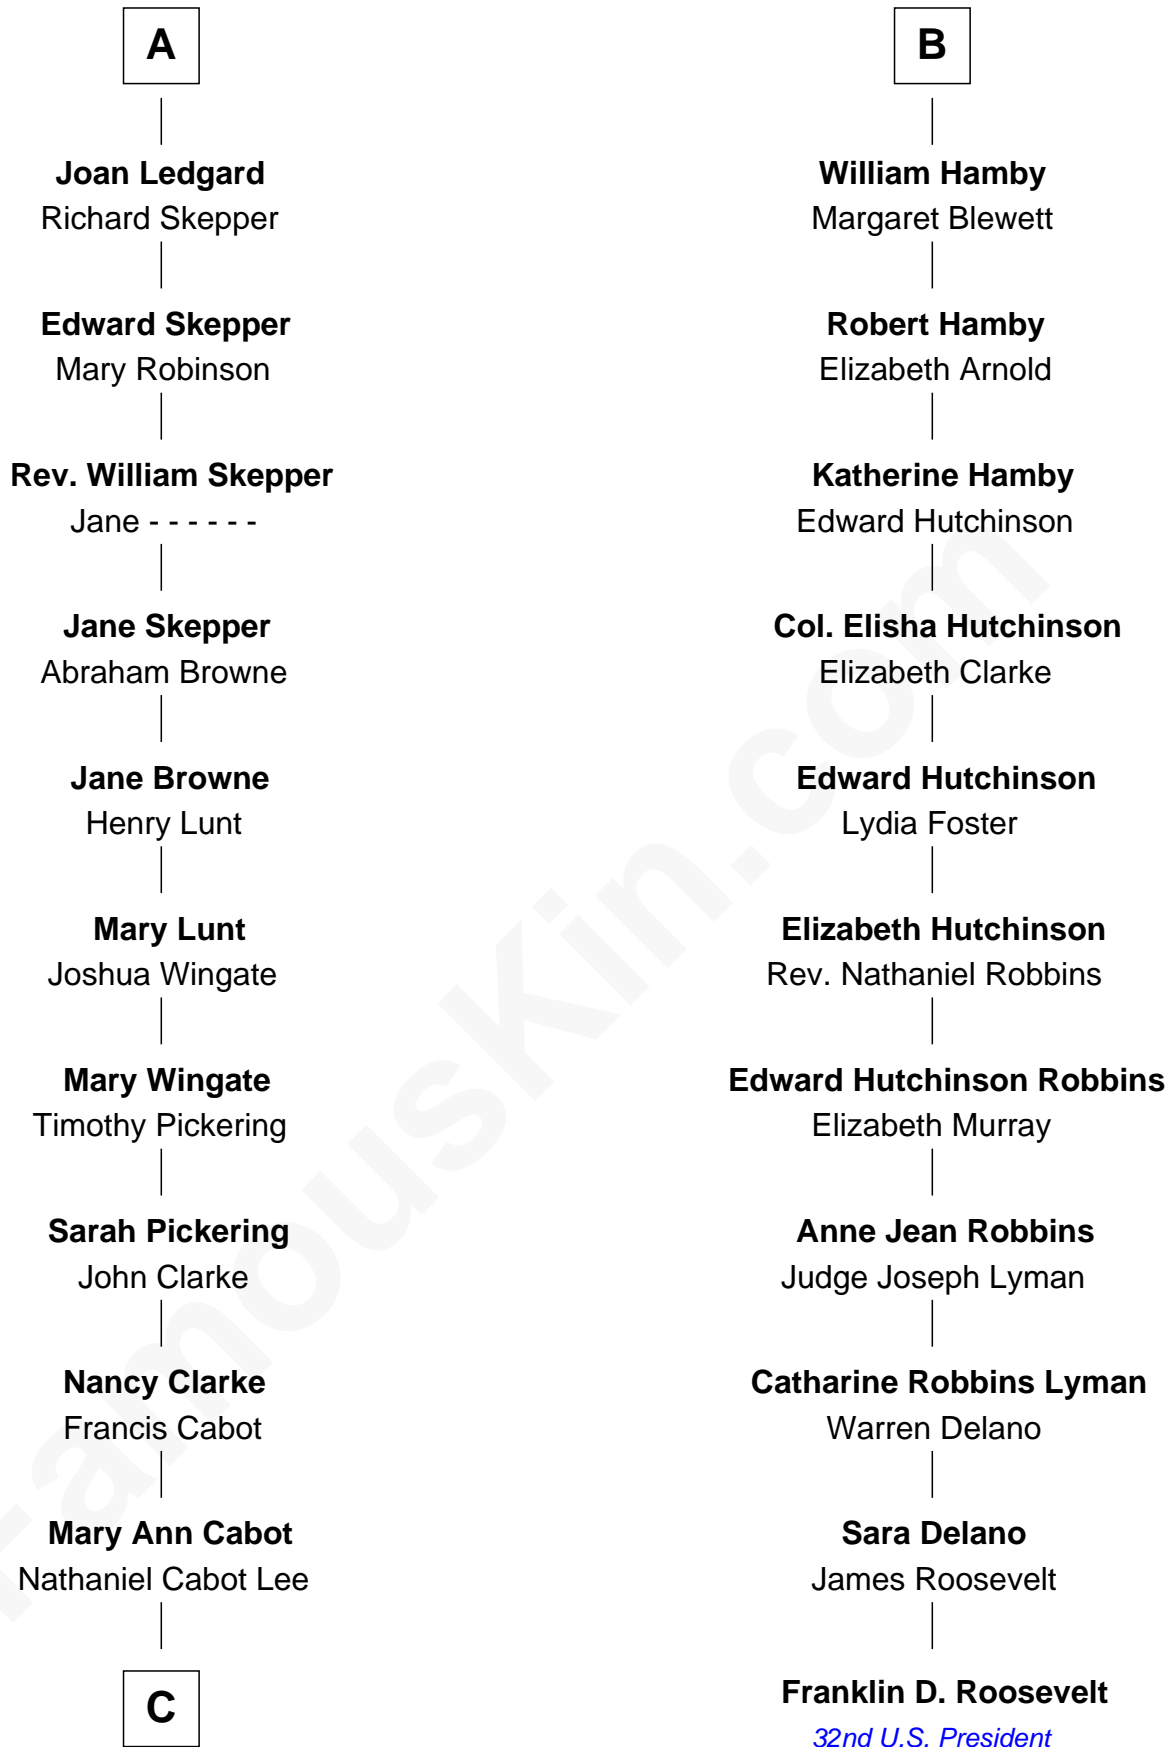 A
Joan Ledgard
Richard Skepper
Edward Skepper
Mary Robinson
Rev. William Skepper
Jane - - - - - -
Jane Skepper
Abraham Browne
Jane Browne
Henry Lunt
Mary Lunt
Joshua Wingate
Mary Wingate
Timothy Pickering
Sarah Pickering
John Clarke
Nancy Clarke
Francis Cabot
Mary Ann Cabot
Nathaniel Cabot Lee
C
B
William Hamby
Margaret Blewett
Robert Hamby
Elizabeth Arnold
Katherine Hamby
Edward Hutchinson
Col. Elisha Hutchinson
Elizabeth Clarke
Edward Hutchinson
Lydia Foster
Elizabeth Hutchinson
Rev. Nathaniel Robbins
Edward Hutchinson Robbins
Elizabeth Murray
Anne Jean Robbins
Judge Joseph Lyman
Catharine Robbins Lyman
Warren Delano
Sara Delano
James Roosevelt
Franklin D. Roosevelt
32nd U.S. President
FamousKin.com